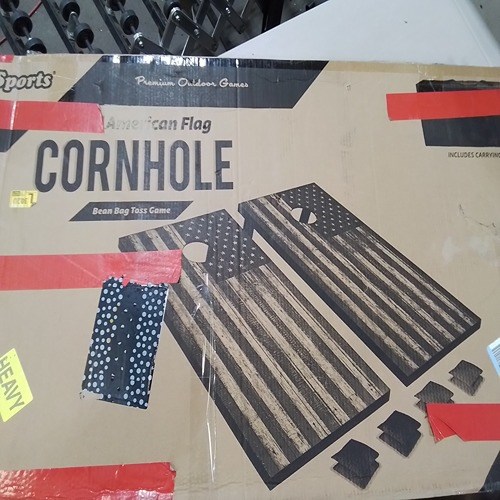 Sports
Premium Outdoor Games
American Flag
CORNHOLE
Bean Bag Toss Game
INCLUDES CARRYING
HEAVY